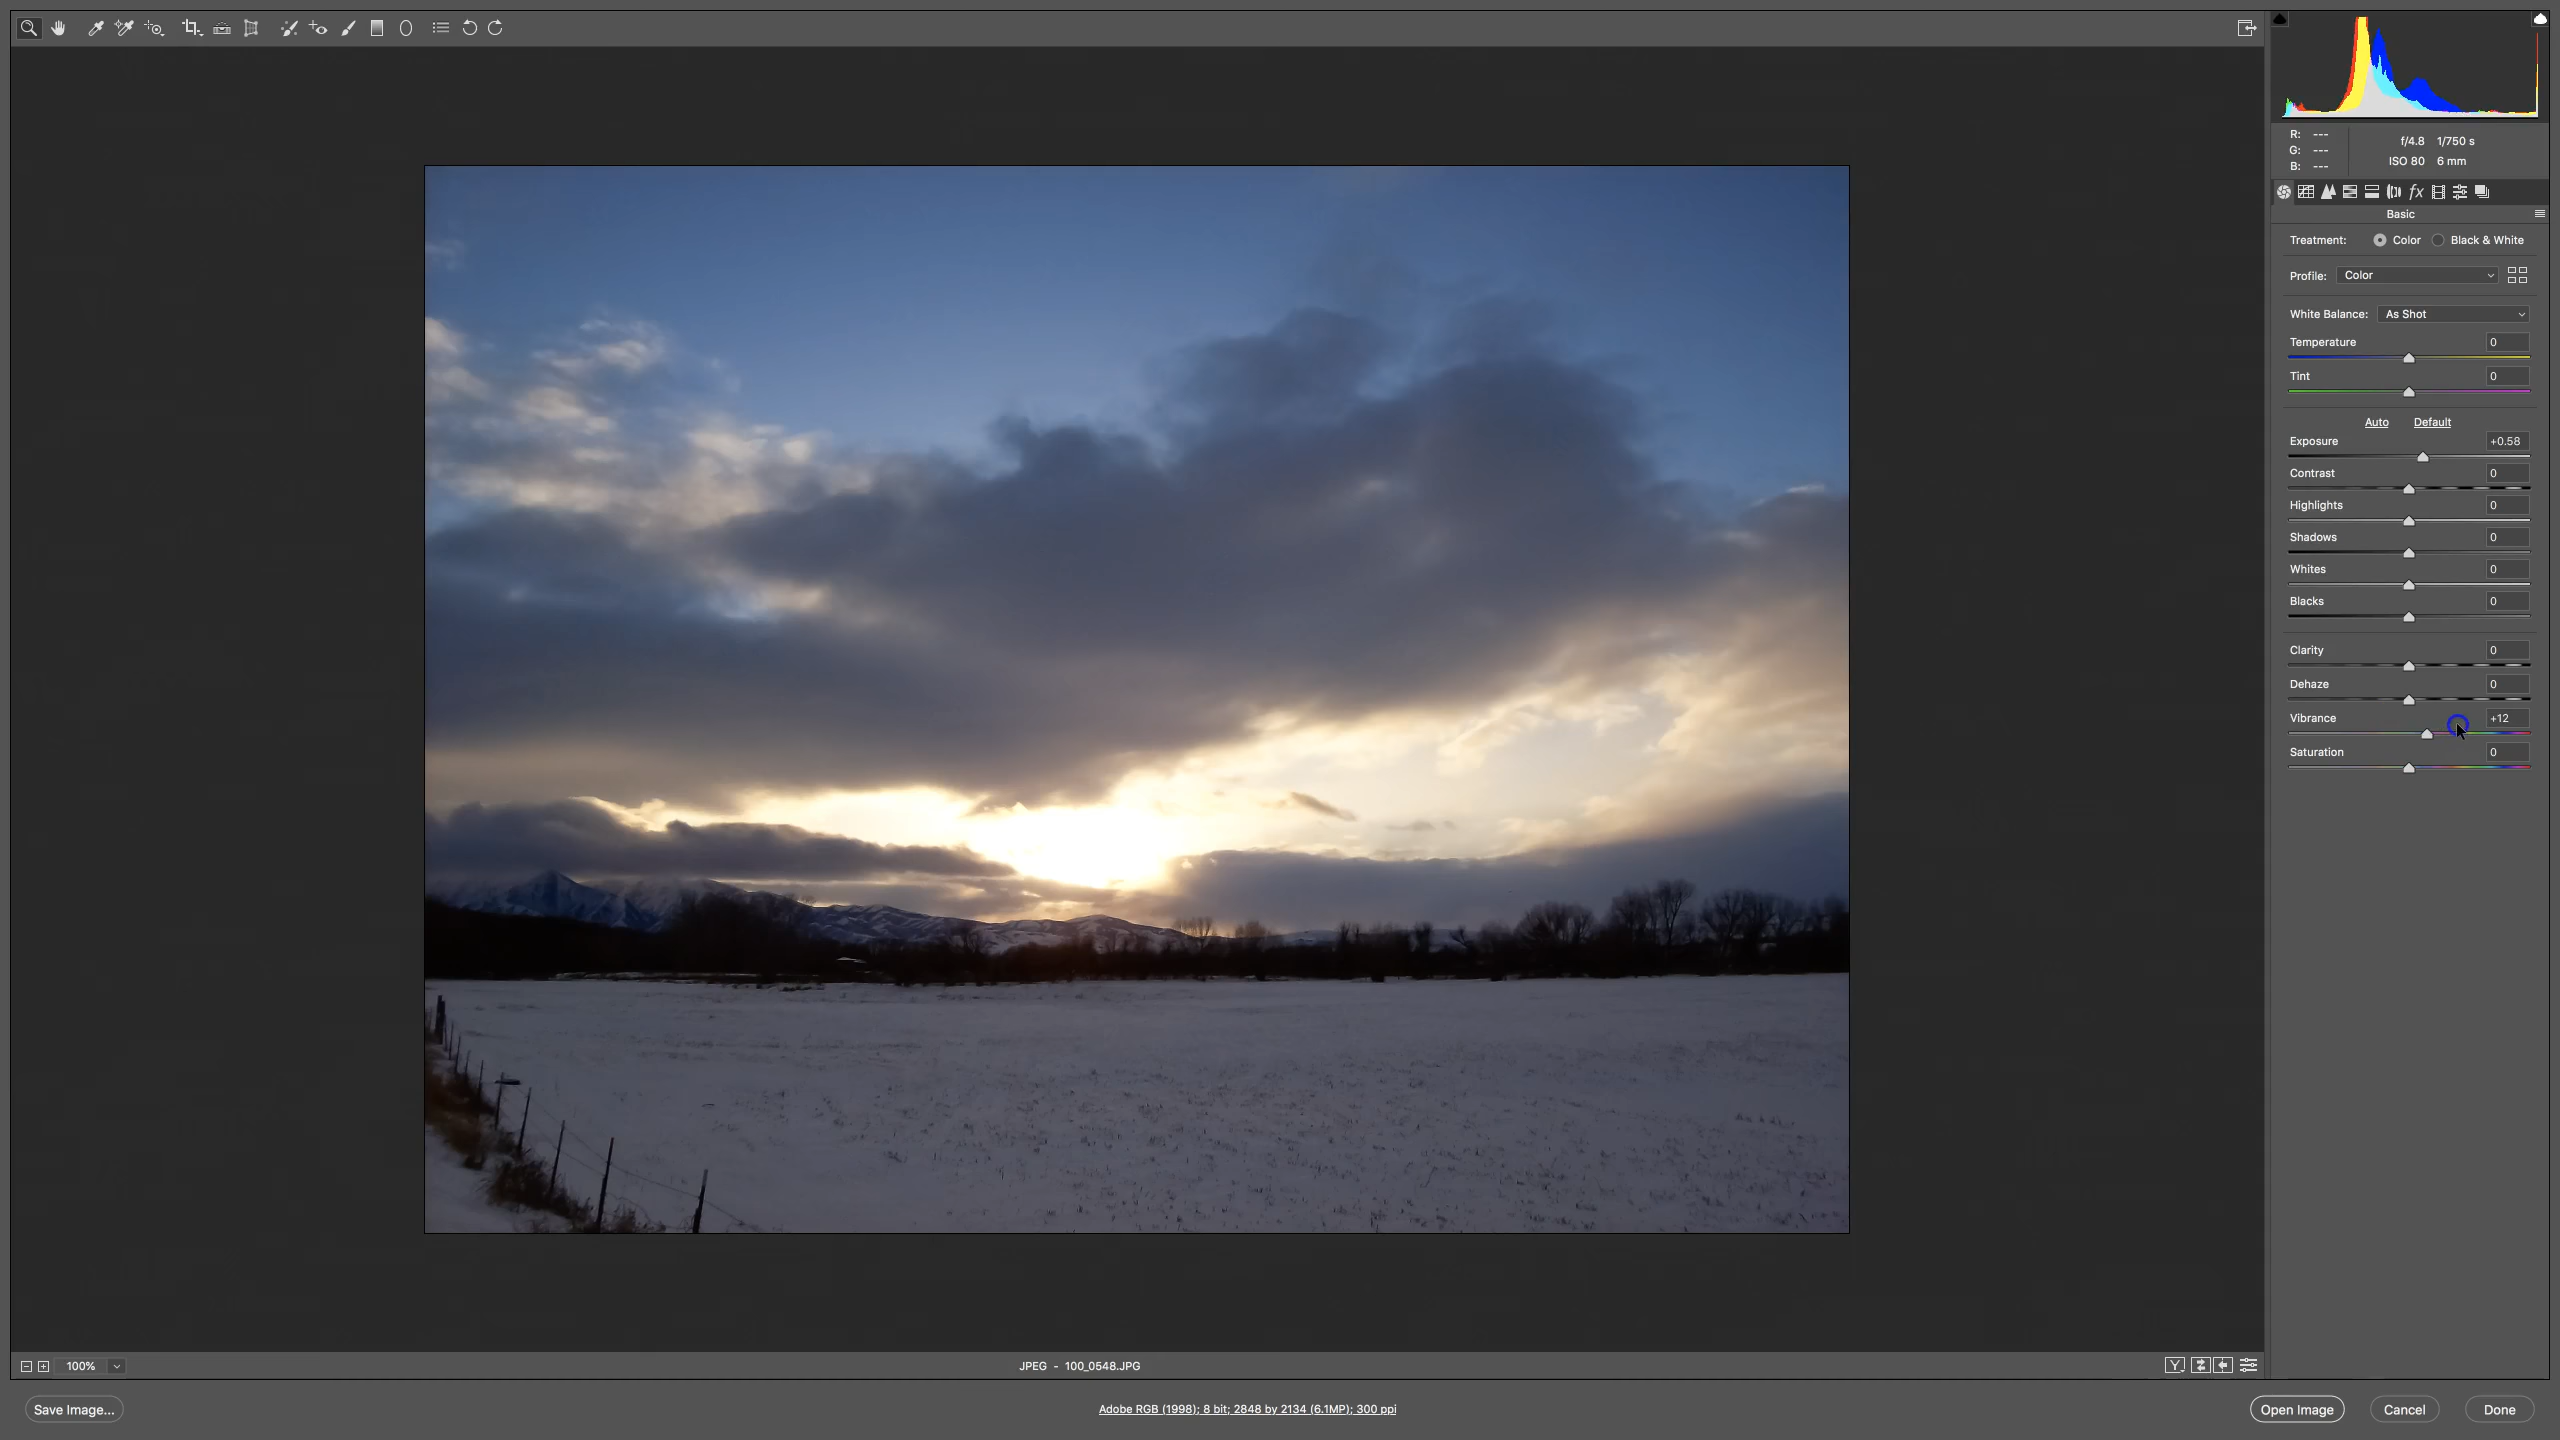 R: ---
G: ---
B: ---
f/4.8 1/750 s
ISO 80 6 mm
fx
Basic
Treatment: Color Black & White
Profile: Color
White Balance: As Shot
Temperature 0
Tint 0
Auto Default
Exposure +0.58
Contrast 0
Highlights 0
Shadows 0
Whites 0
Blacks 0
Clarity 0
Dehaze 0
Vibrance +12
Saturation 0
100% JPEG - 100_0548.JPG Y
Save Image... Adobe RGB (1998); 8 bit; 2848 by 2134 (6.1MP); 300 ppi Open Image Cancel Done